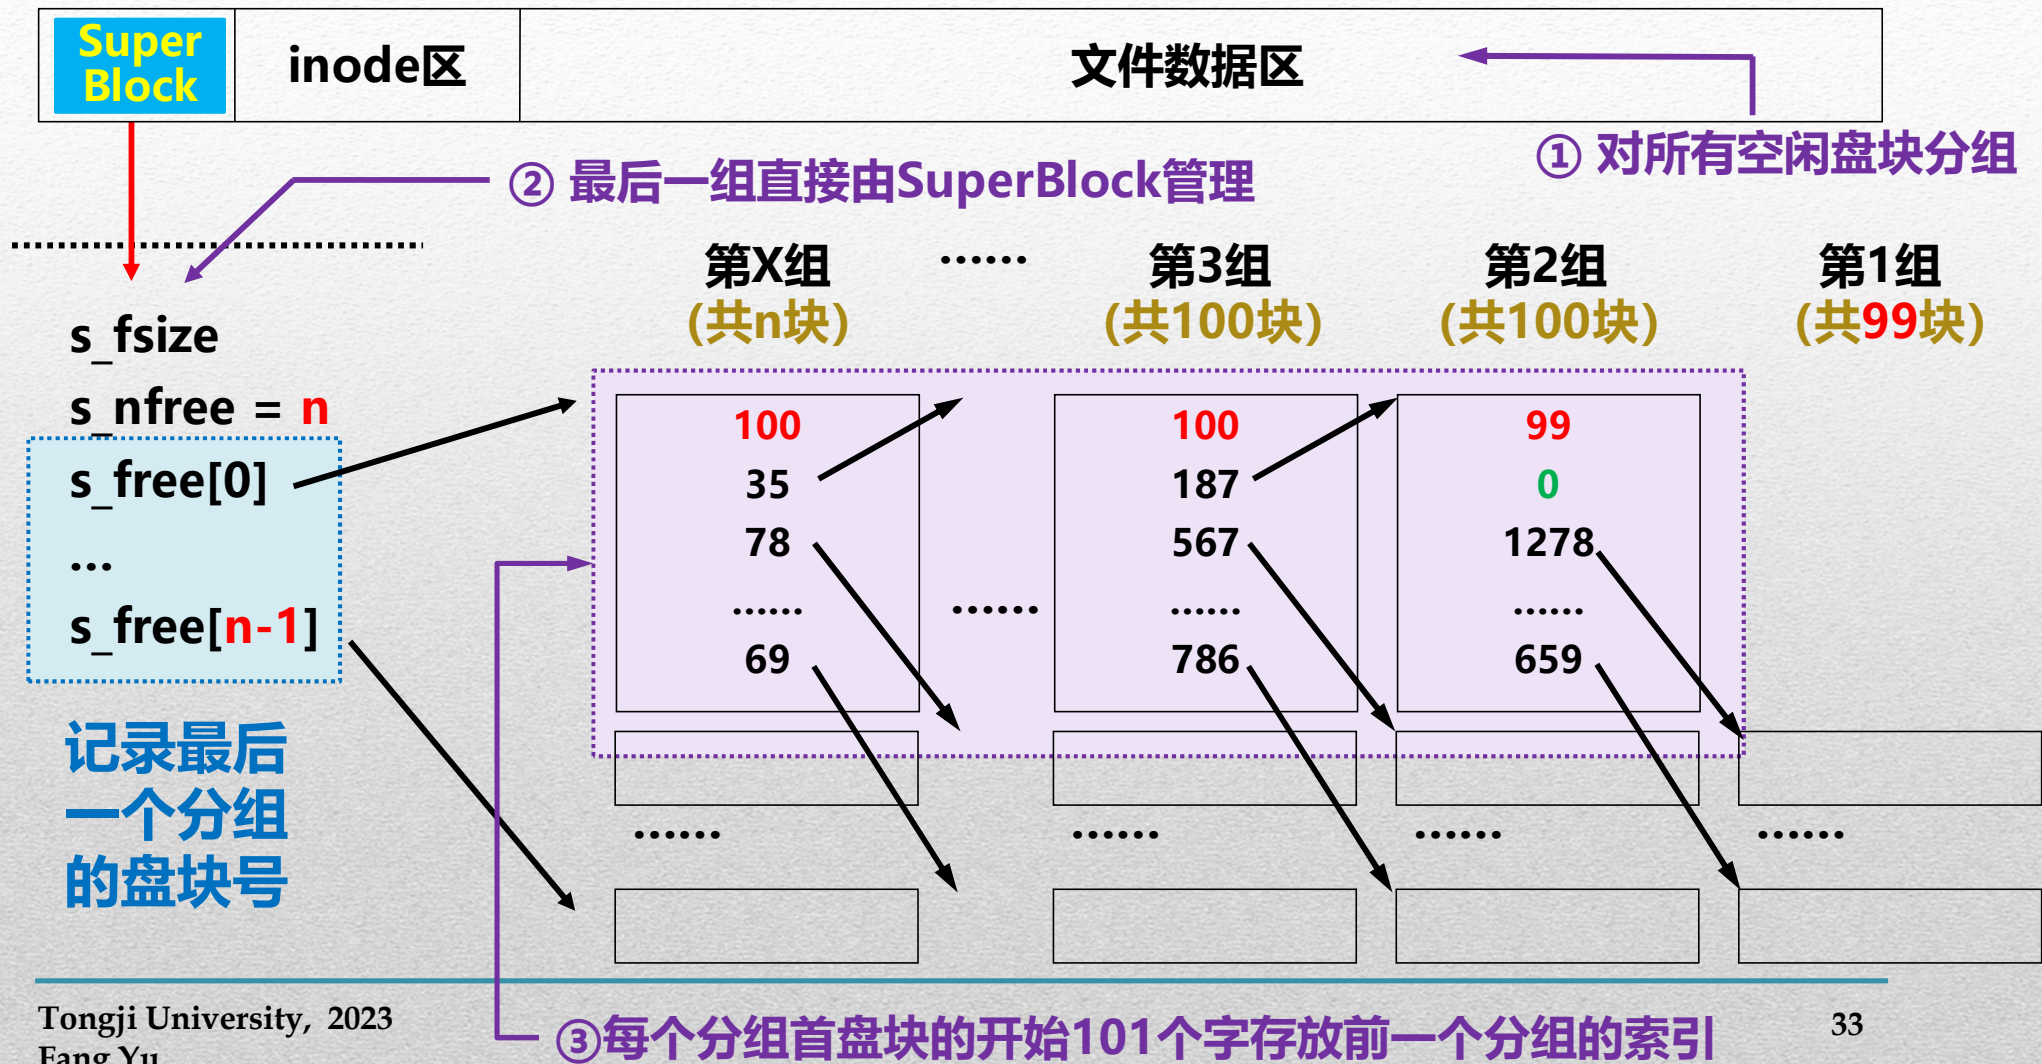 Super
Block
inode区
文件数据区
① 对所有空闲盘块分组
② 最后一组直接由SuperBlock管理
第X组
......
第3组
第2组
第1组
(共n块)
(共100块)
(共100块)
(共99块)
s_fsize
s_nfree = n
s_free[0]
...
s_free[n-1]
记录最后
一个分组
的盘块号
100
35
78
......
69
......
100
187
567
......
786
99
0
1278
......
659
......
......
......
......
③每个分组首盘块的开始101个字存放前一个分组的索引
Tongji University, 2023
Fang Yu
33